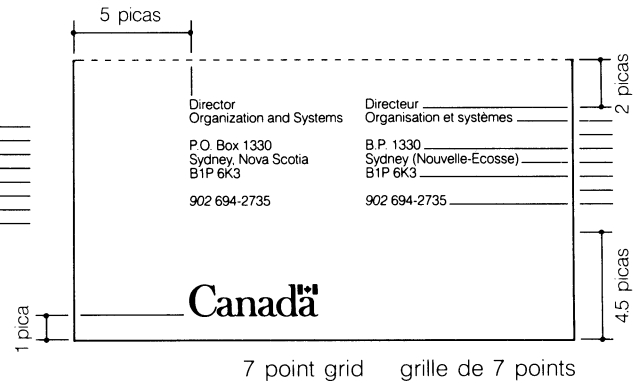 5 picas
2 picas
Director
Organization and Systems
P.O. Box 1330
Sydney, Nova Scotia
B1P 6K3
902 694-2735
Directeur
Organisation et systèmes
B.P. 1330
Sydney (Nouvelle-Ecosse)
B1P 6K3
902 694-2735
4.5 picas
Canada
1 pica
7 point grid
grille de 7 points